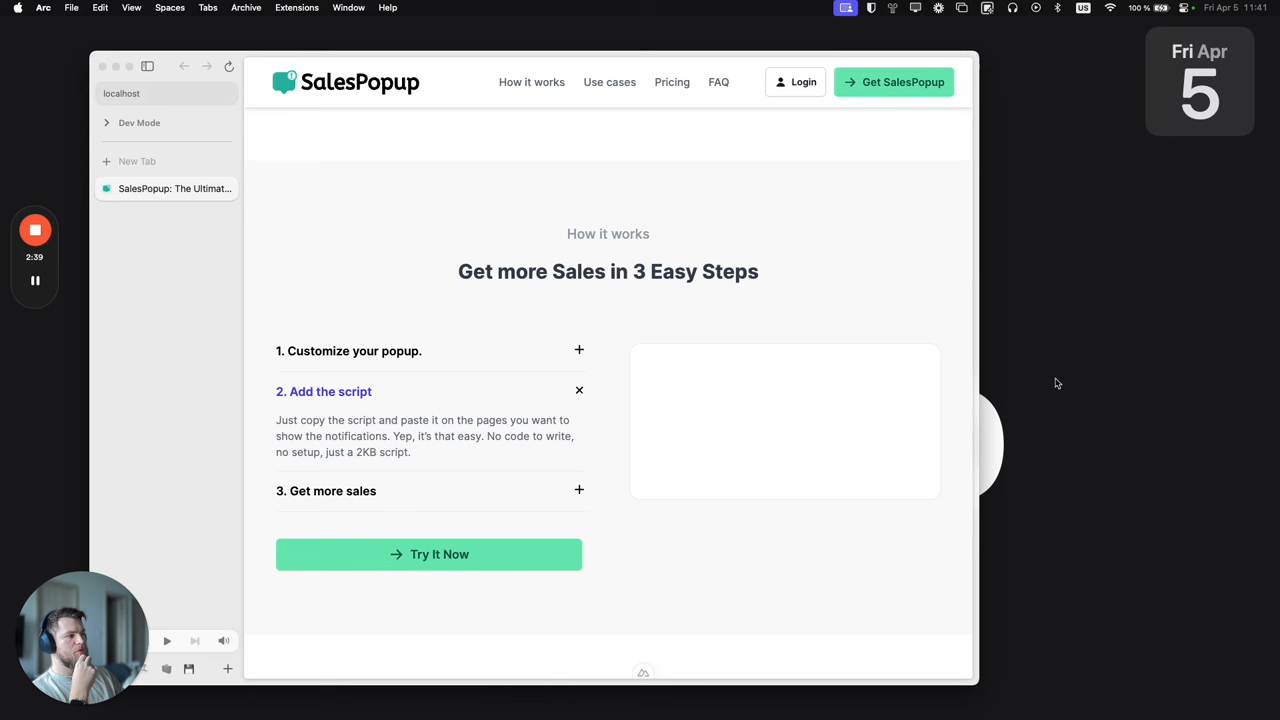 Arc File Edit View Spaces Tabs Archive Extensions Window Help
US 100 % Fri Apr 5 11:41
Fri Apr
5
localhost
Dev Mode
New Tab
SalesPopup: The Ultimat...
SalesPopup
How it works Use cases Pricing FAQ Login Get SalesPopup
2:39
How it works
Get more Sales in 3 Easy Steps
1. Customize your popup.
2. Add the script
Just copy the script and paste it on the pages you want to
show the notifications. Yep, it's that easy. No code to write,
no setup, just a 2KB script.
3. Get more sales
Try It Now